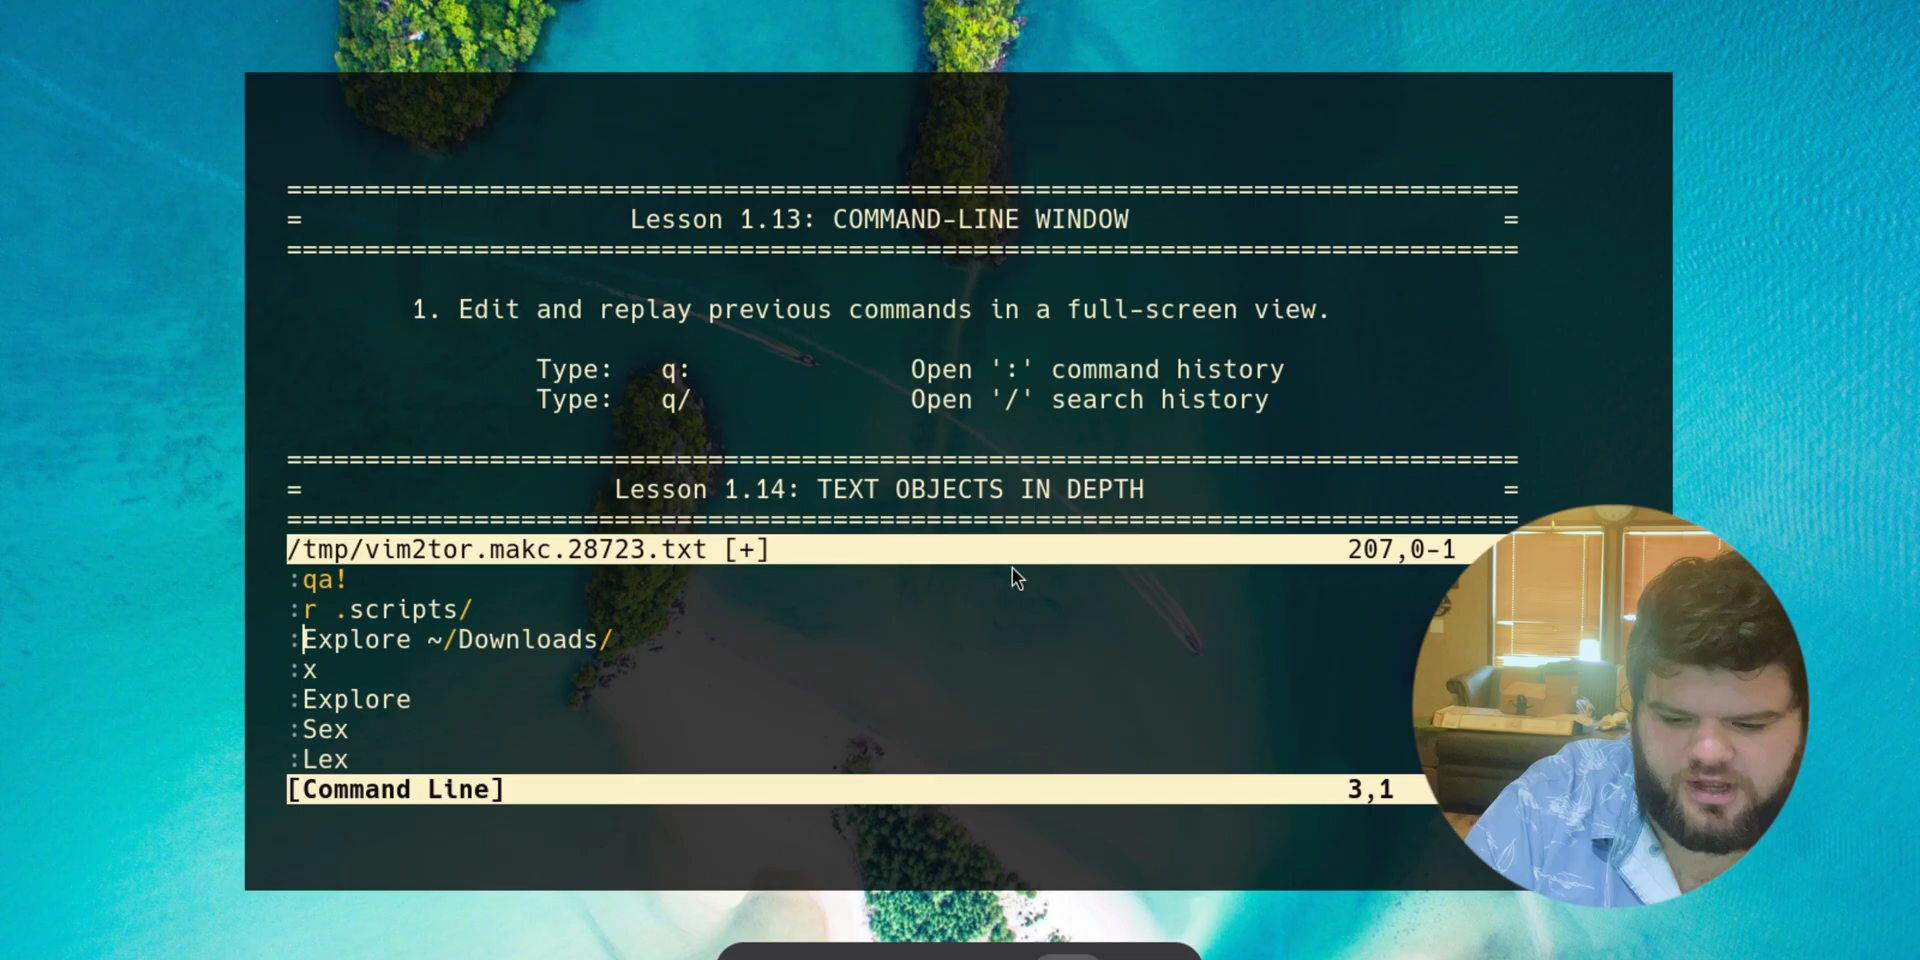 ===============================================================================
= Lesson 1.13: COMMAND-LINE WINDOW =
===============================================================================
1. Edit and replay previous commands in a full-screen view.
Type: q: Open ':' command history
Type: q/ Open '/' search history
===============================================================================
= Lesson 1.14: TEXT OBJECTS IN DEPTH =
===============================================================================
/tmp/vim2tor.makc.28723.txt [+] 207,0-1
:qa!
:r .scripts/
:Explore ~/Downloads/
:x
:Explore
:Sex
:Lex
[Command Line] 3,1